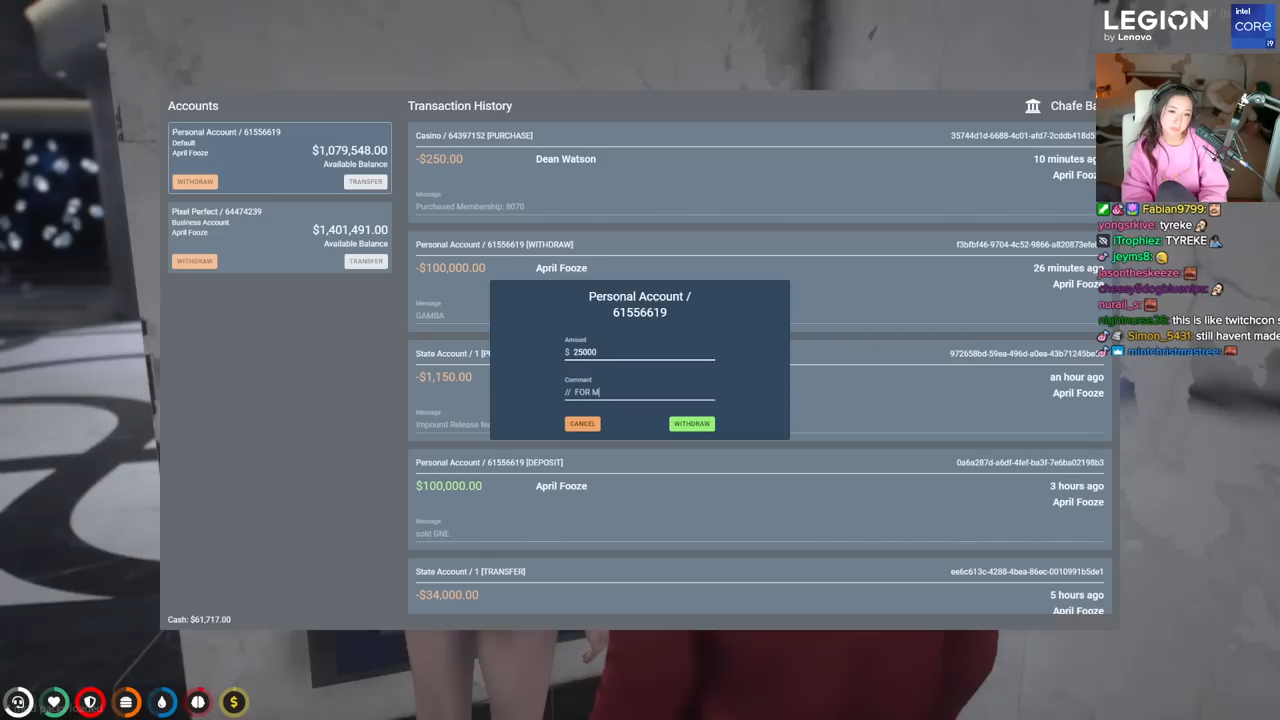 LEGION
by Lenovo
intel
CORE
i9
Accounts
Personal Account / 61556619
Default
April Fooze
$1,079,548.00
Available Balance
WITHDRAW
TRANSFER
Pixel Perfect / 64474239
Business Account
April Fooze
$1,401,491.00
Available Balance
WITHDRAW
TRANSFER
Cash: $61,717.00
Transaction History
Chafe Ba
Casino / 64397152 [PURCHASE]
35744d1d-6688-4c01-afd7-2cddb418d5
-$250.00
Dean Watson
10 minutes ag
April Fooz
Message
Purchased Membership: 8070
Personal Account / 61556619 [WITHDRAW]
f3bfbf46-9704-4c52-9866-a820873efe
-$100,000.00
April Fooze
26 minutes ago
April Fooze
Message
GAMBA
State Account / 1 [P
972658bd-59ea-496d-a0ea-43b71245be
-$1,150.00
an hour ago
April Fooze
Message
Impound Release fe
Personal Account / 61556619 [DEPOSIT]
0a6a287d-a6df-4fef-ba3f-7e6ba02198b3
$100,000.00
April Fooze
3 hours ago
April Fooze
Message
sold GNE
State Account / 1 [TRANSFER]
ee6c613c-4288-4bea-86ec-0010991b5de1
-$34,000.00
5 hours ago
April Fooze
Personal Account /
61556619
Amount
$ 25000
Comment
// FOR M
CANCEL
WITHDRAW
Fabian9799:
yongsrkive: tyreke
iTrophiez: TYREKE
jeyms8:
jasontheskeeze:
nurail_s:
this is like twitchcon s
Simon_5431: still havent made
mintchristmastree: